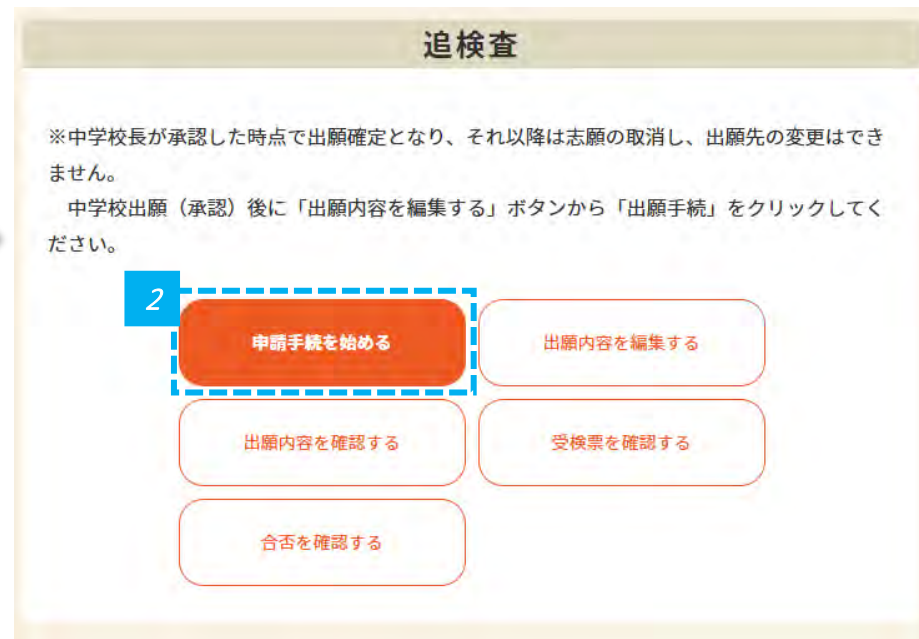 追検査
※中学校長が承認した時点で出願確定となり、それ以降は志願の取消し、出願先の変更はでき
ません。
　中学校出願（承認）後に「出願内容を編集する」ボタンから「出願手続」をクリックしてく
ださい。
2
申請手続を始める
出願内容を編集する
出願内容を確認する
受検票を確認する
合否を確認する